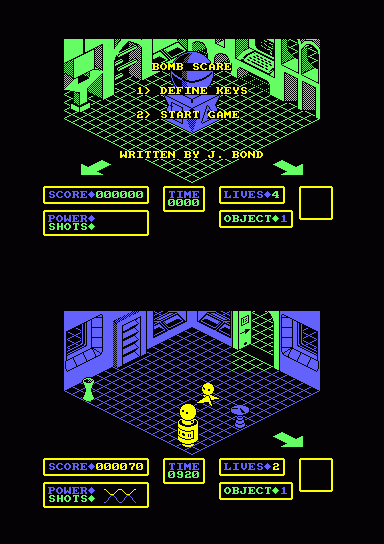 BOMB SCARE
1> DEFINE KEYS
2> START GAME
WRITTEN BY J. BOND
SCORE◆000000
TIME
0000
LIVES◆4
POWER◆
SHOTS◆
OBJECT◆1
SCORE◆000070
TIME
0920
LIVES◆2
POWER◆
SHOTS◆
OBJECT◆1